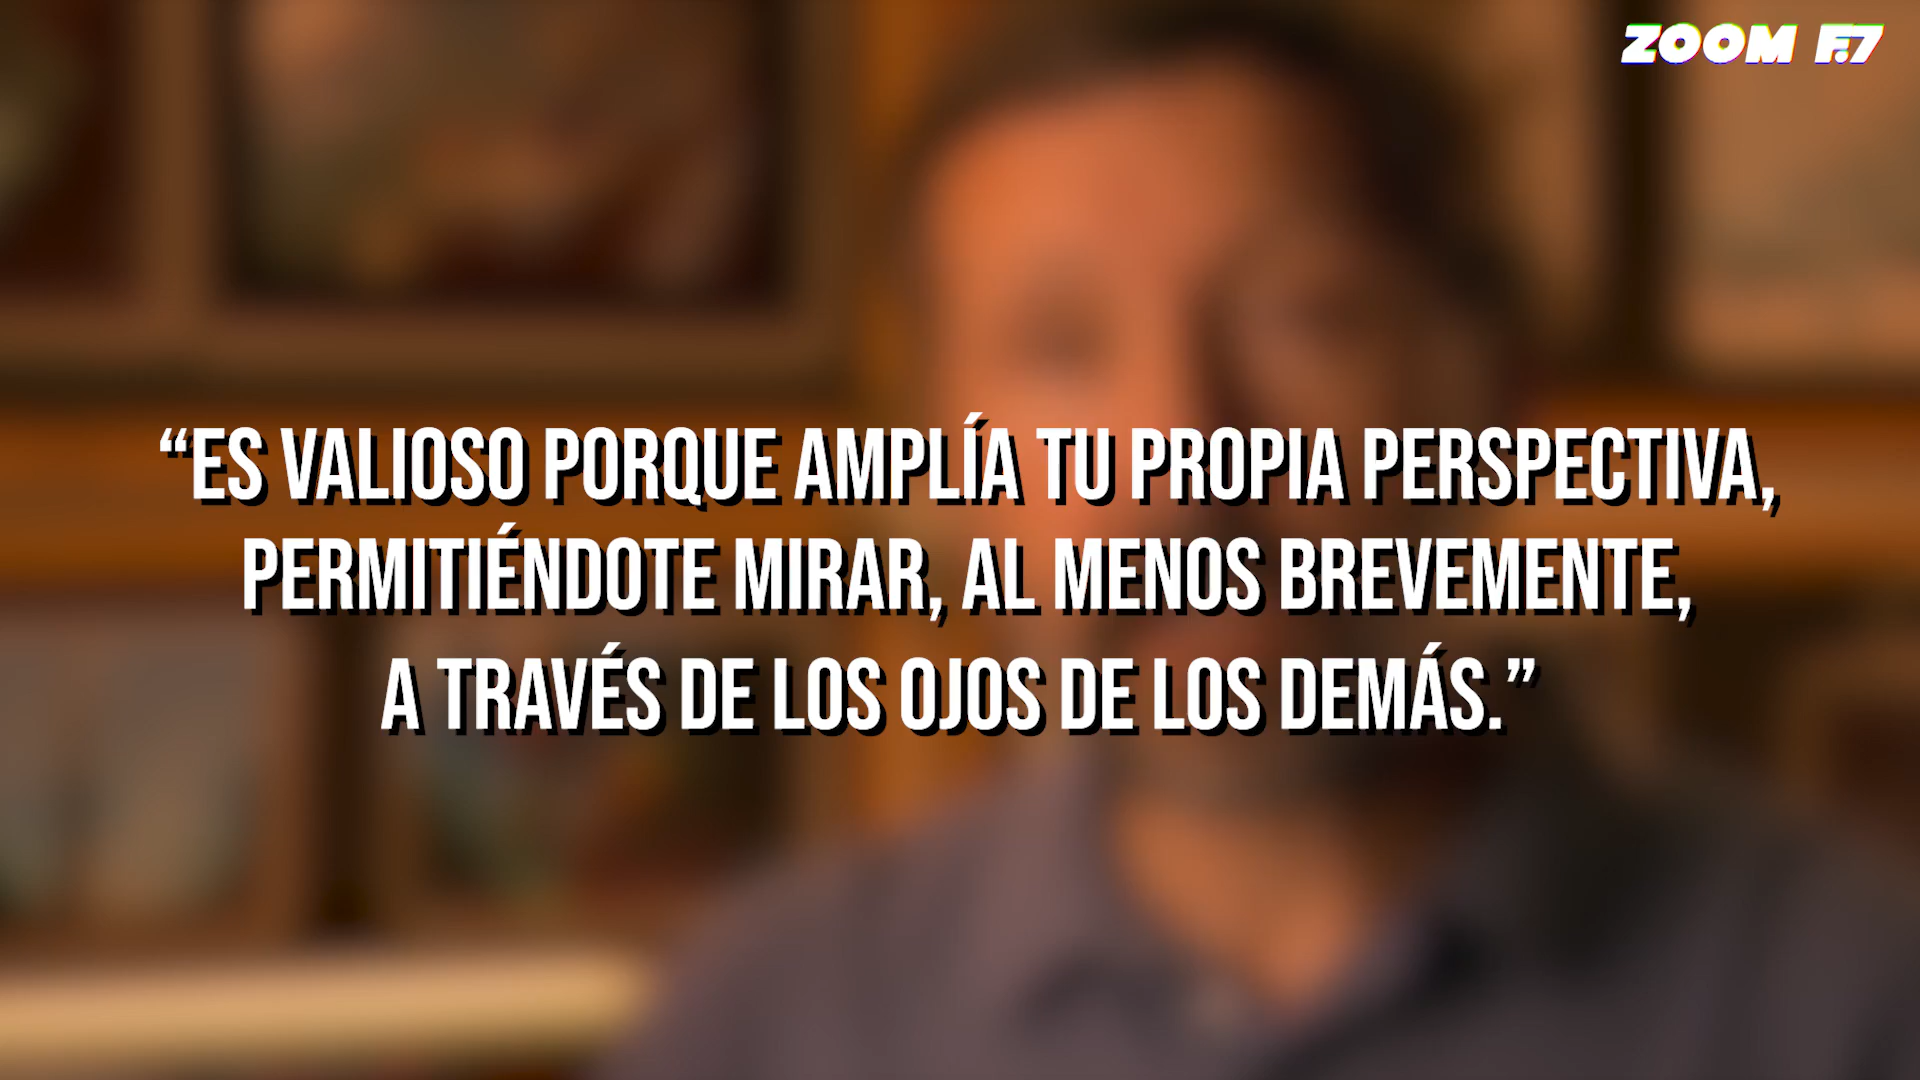 ZOOM F.7
“ES VALIOSO PORQUE AMPLÍA TU PROPIA PERSPECTIVA,
PERMITIÉNDOTE MIRAR, AL MENOS BREVEMENTE,
A TRAVÉS DE LOS OJOS DE LOS DEMÁS.”